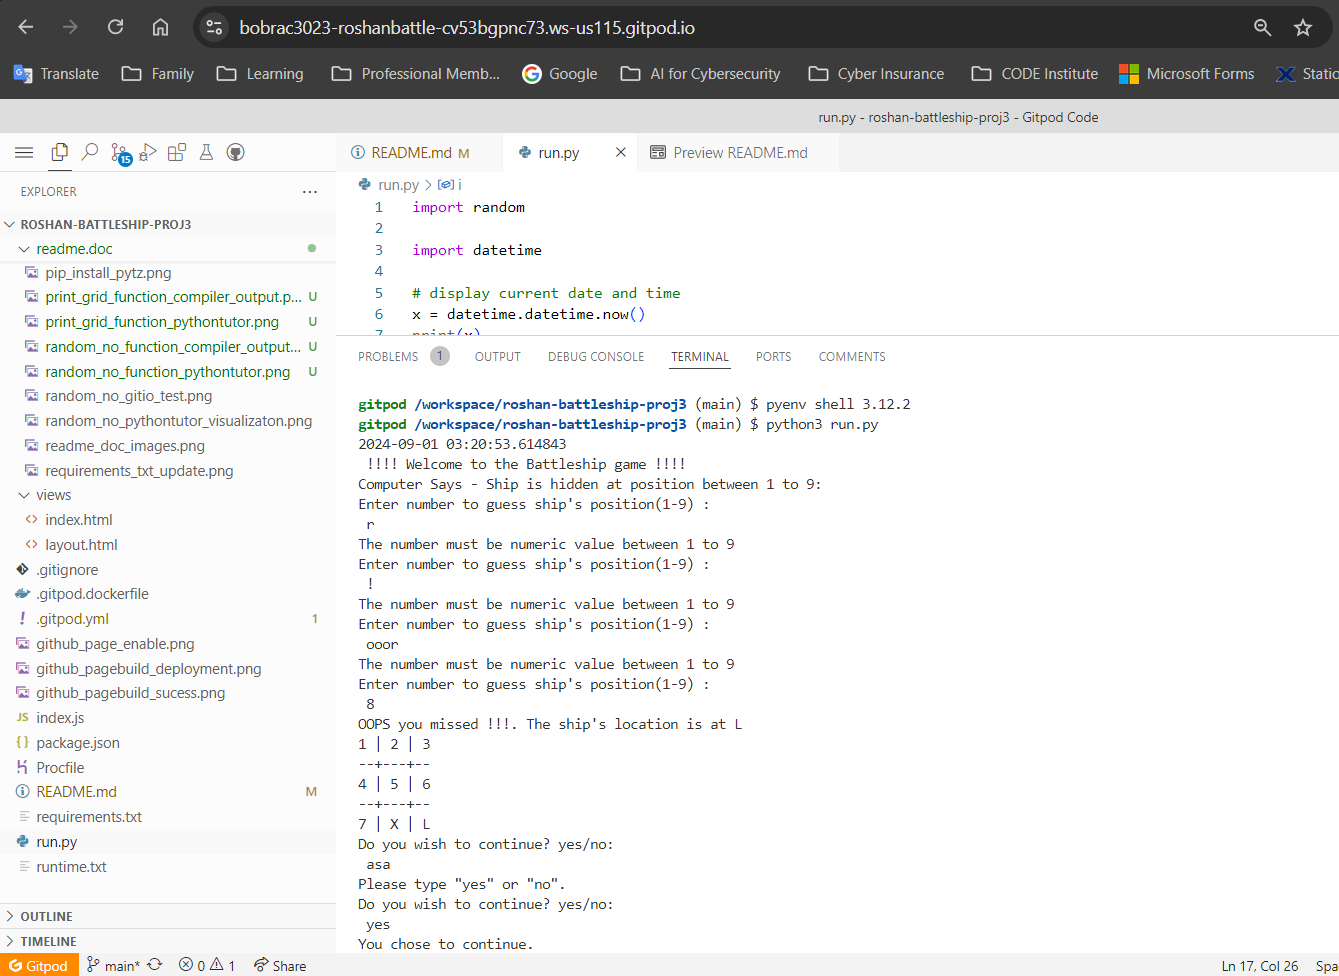 bobrac3023-roshanbattle-cv53bgpnc73.ws-us115.gitpod.io
Translate Family Learning Professional Memb... Google AI for Cybersecurity Cyber Insurance CODE Institute Microsoft Forms
run.py - roshan-battleship-proj3 - Gitpod Code
15
README.md M run.py Preview README.md
EXPLORER
run.py > i
ROSHAN-BATTLESHIP-PROJ3
readme.doc
pip_install_pytz.png
print_grid_function_compiler_output.p... U
print_grid_function_pythontutor.png U
random_no_function_compiler_output... U
random_no_function_pythontutor.png U
random_no_gitio_test.png
random_no_pythontutor_visualizaton.png
readme_doc_images.png
requirements_txt_update.png
views
index.html
layout.html
.gitignore
.gitpod.dockerfile
.gitpod.yml 1
github_page_enable.png
github_pagebuild_deployment.png
github_pagebuild_sucess.png
JS index.js
{} package.json
Procfile
README.md M
requirements.txt
run.py
runtime.txt
OUTLINE
TIMELINE
1 import random
2
3 import datetime
4
5 # display current date and time
6 x = datetime.datetime.now()
7 print(x)
PROBLEMS 1 OUTPUT DEBUG CONSOLE TERMINAL PORTS COMMENTS
gitpod /workspace/roshan-battleship-proj3 (main) $ pyenv shell 3.12.2
gitpod /workspace/roshan-battleship-proj3 (main) $ python3 run.py
2024-09-01 03:20:53.614843
!!!! Welcome to the Battleship game !!!!
Computer Says - Ship is hidden at position between 1 to 9:
Enter number to guess ship's position(1-9) :
r
The number must be numeric value between 1 to 9
Enter number to guess ship's position(1-9) :
!
The number must be numeric value between 1 to 9
Enter number to guess ship's position(1-9) :
ooor
The number must be numeric value between 1 to 9
Enter number to guess ship's position(1-9) :
8
OOPS you missed !!!. The ship's location is at L
1 | 2 | 3
--+---+--
4 | 5 | 6
--+---+--
7 | X | L
Do you wish to continue? yes/no:
asa
Please type "yes" or "no".
Do you wish to continue? yes/no:
yes
You chose to continue.
Gitpod main* 0 1 Share Ln 17, Col 26